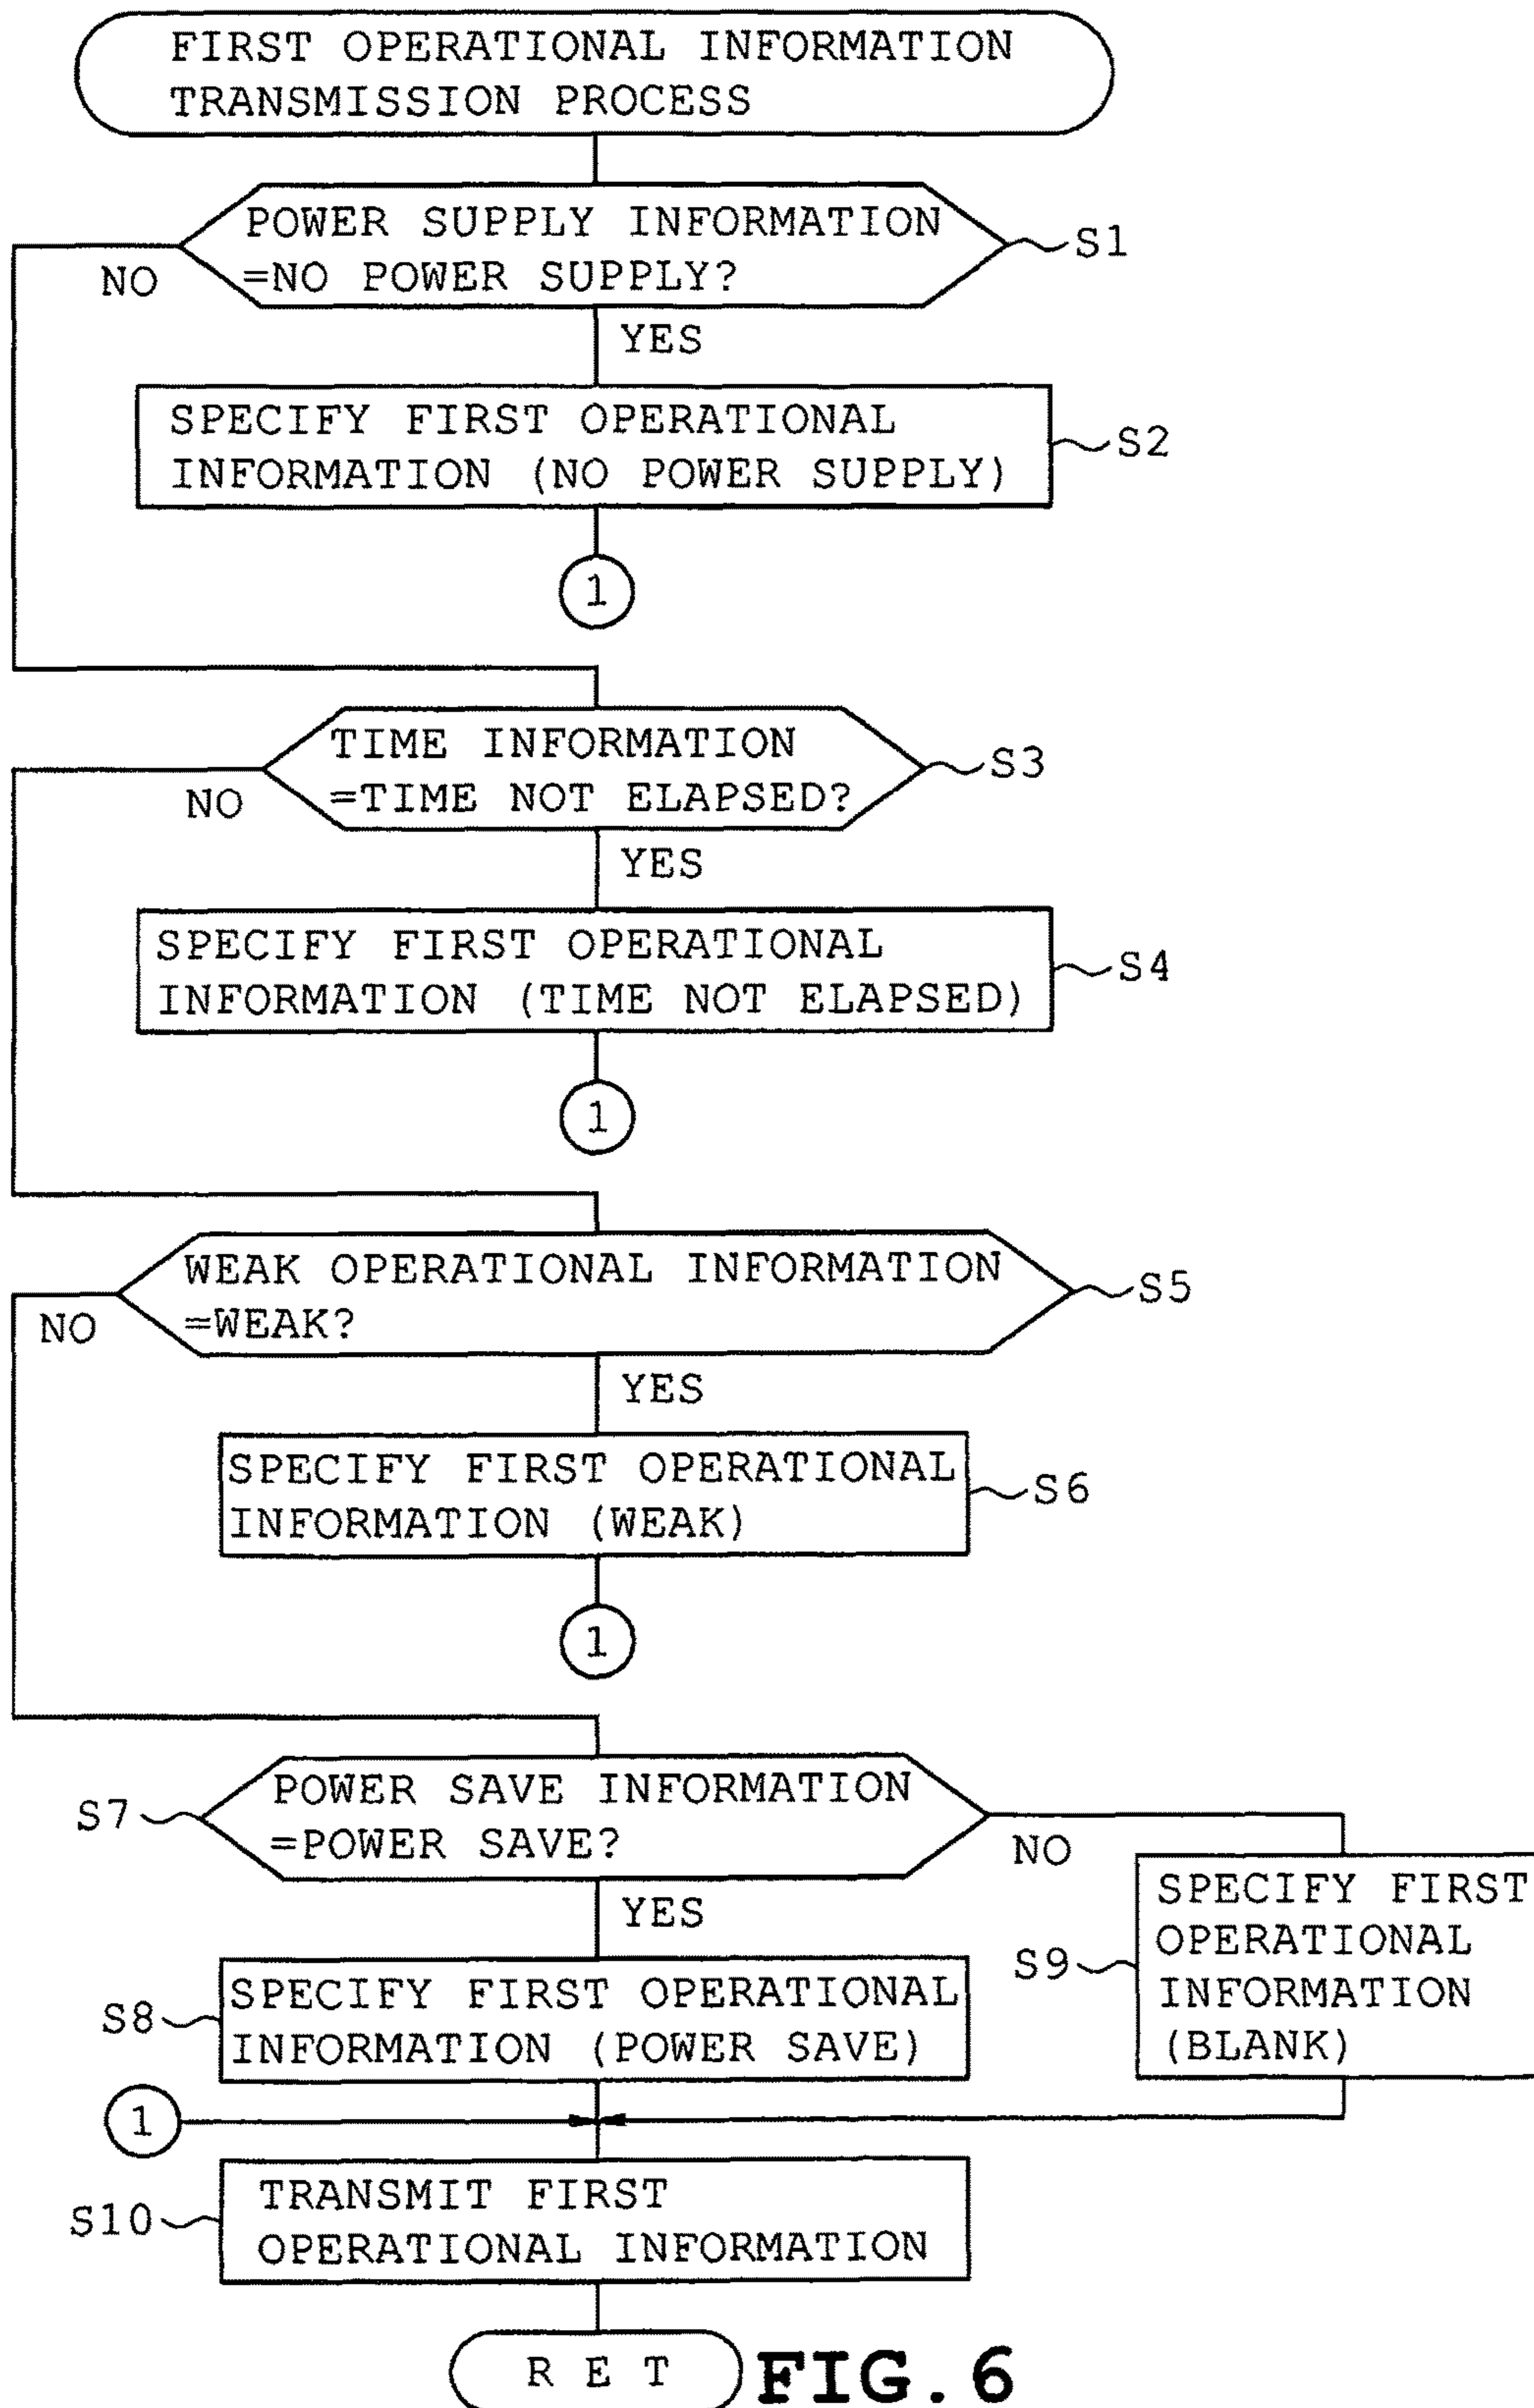 FIRST OPERATIONAL INFORMATION
TRANSMISSION PROCESS
POWER SUPPLY INFORMATION
=NO POWER SUPPLY?
S1
NO
YES
SPECIFY FIRST OPERATIONAL
INFORMATION (NO POWER SUPPLY)
S2
1
TIME INFORMATION
=TIME NOT ELAPSED?
S3
NO
YES
SPECIFY FIRST OPERATIONAL
INFORMATION (TIME NOT ELAPSED)
S4
1
WEAK OPERATIONAL INFORMATION
=WEAK?
S5
NO
YES
SPECIFY FIRST OPERATIONAL
INFORMATION (WEAK)
S6
1
S7
POWER SAVE INFORMATION
=POWER SAVE?
NO
YES
SPECIFY FIRST
OPERATIONAL
INFORMATION
(BLANK)
S9
S8
SPECIFY FIRST OPERATIONAL
INFORMATION (POWER SAVE)
1
S10
TRANSMIT FIRST
OPERATIONAL INFORMATION
R E T
FIG. 6